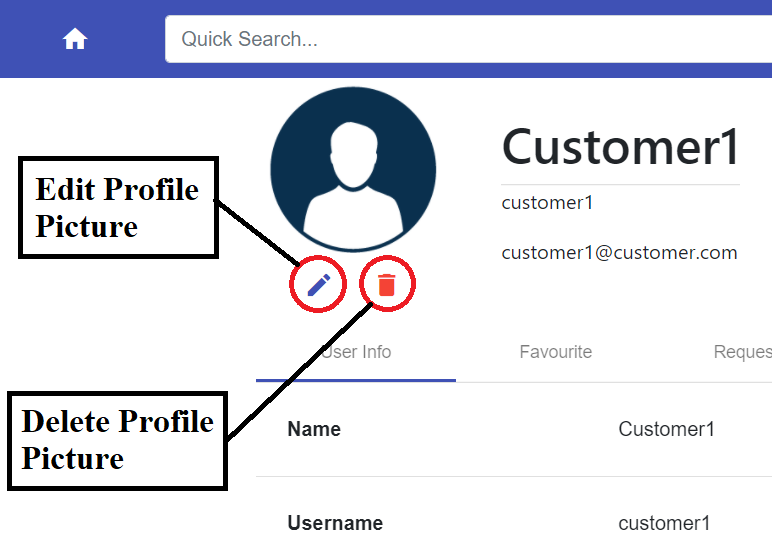 Quick Search...
Customer1
Edit Profile
Picture
customer1
customer1@customer.com
User Info Favourite Reques
Delete Profile
Picture
Name Customer1
Username customer1